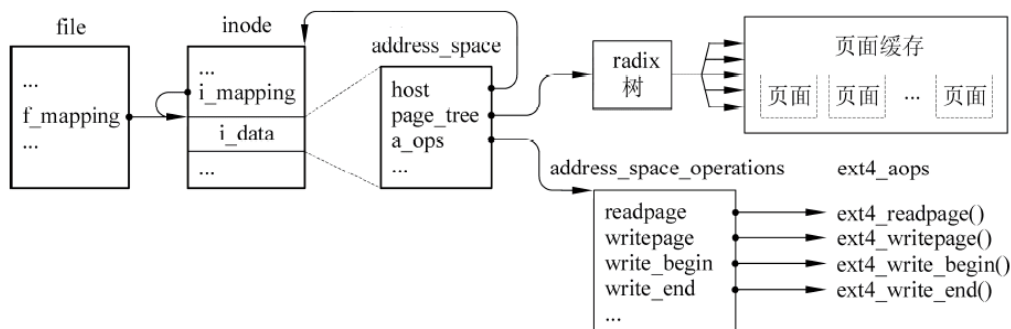 file
...
f_mapping
...
inode
...
i_mapping
i_data
...
address_space
host
page_tree
a_ops
...
radix
树
页面缓存
页面 页面 ... 页面
address_space_operations
readpage
writepage
write_begin
write_end
...
ext4_aops
ext4_readpage()
ext4_writepage()
ext4_write_begin()
ext4_write_end()